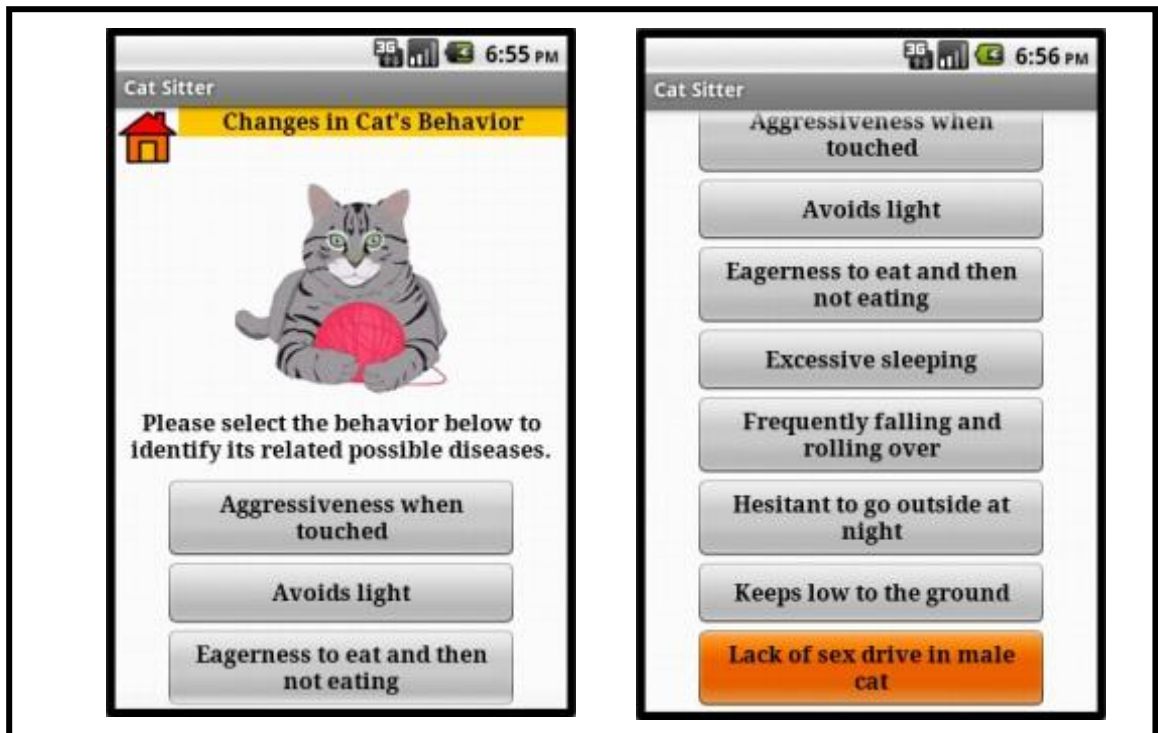 3G
6:55 PM
Cat Sitter
Changes in Cat's Behavior
Please select the behavior below to
identify its related possible diseases.
Aggressiveness when
touched
Avoids light
Eagerness to eat and then
not eating
3G
6:56 PM
Cat Sitter
Aggressiveness when
touched
Avoids light
Eagerness to eat and then
not eating
Excessive sleeping
Frequently falling and
rolling over
Hesitant to go outside at
night
Keeps low to the ground
Lack of sex drive in male
cat